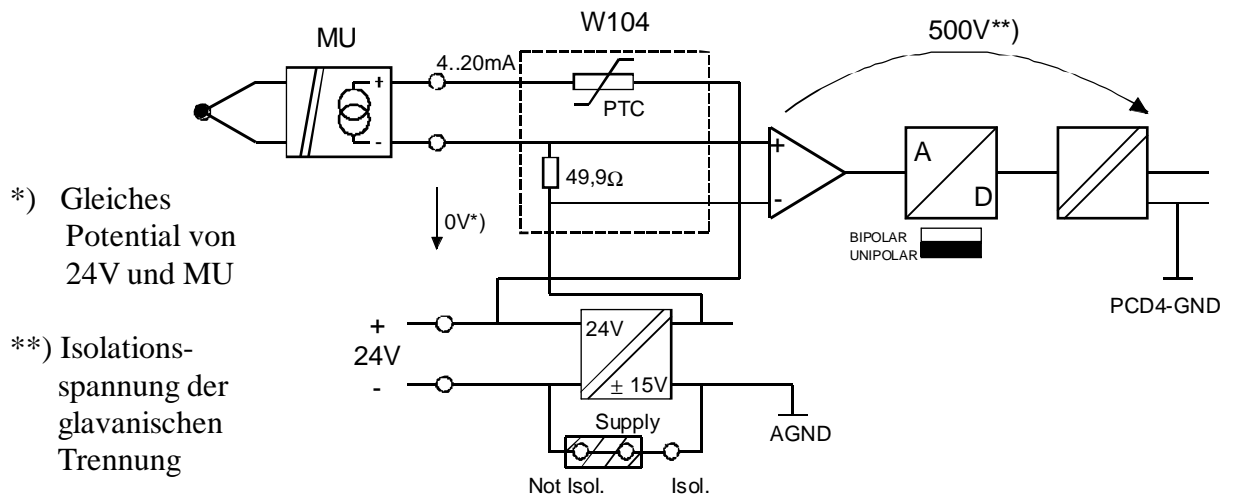 W104
MU
500V**)
4..20mA
+
-
PTC
49,9Ω
+
-
A
D
*) Gleiches
Potential von
24V und MU
0V*)
BIPOLAR
UNIPOLAR
PCD4-GND
**) Isolations-
spannung der
glavanischen
Trennung
+
24V
-
24V
± 15V
Supply
AGND
Not Isol.
Isol.